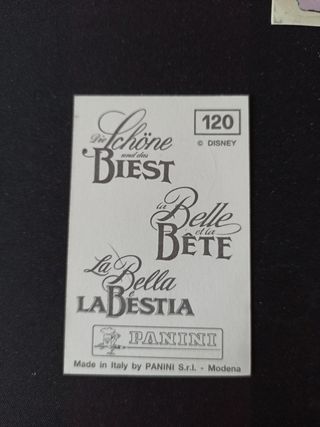 120
© DISNEY
Die Schöne
und das
BIEST
la Belle
et la
BÊTE
La Bella
e
LA BESTIA
PANINI
Made in Italy by PANINI S.r.l. - Modena